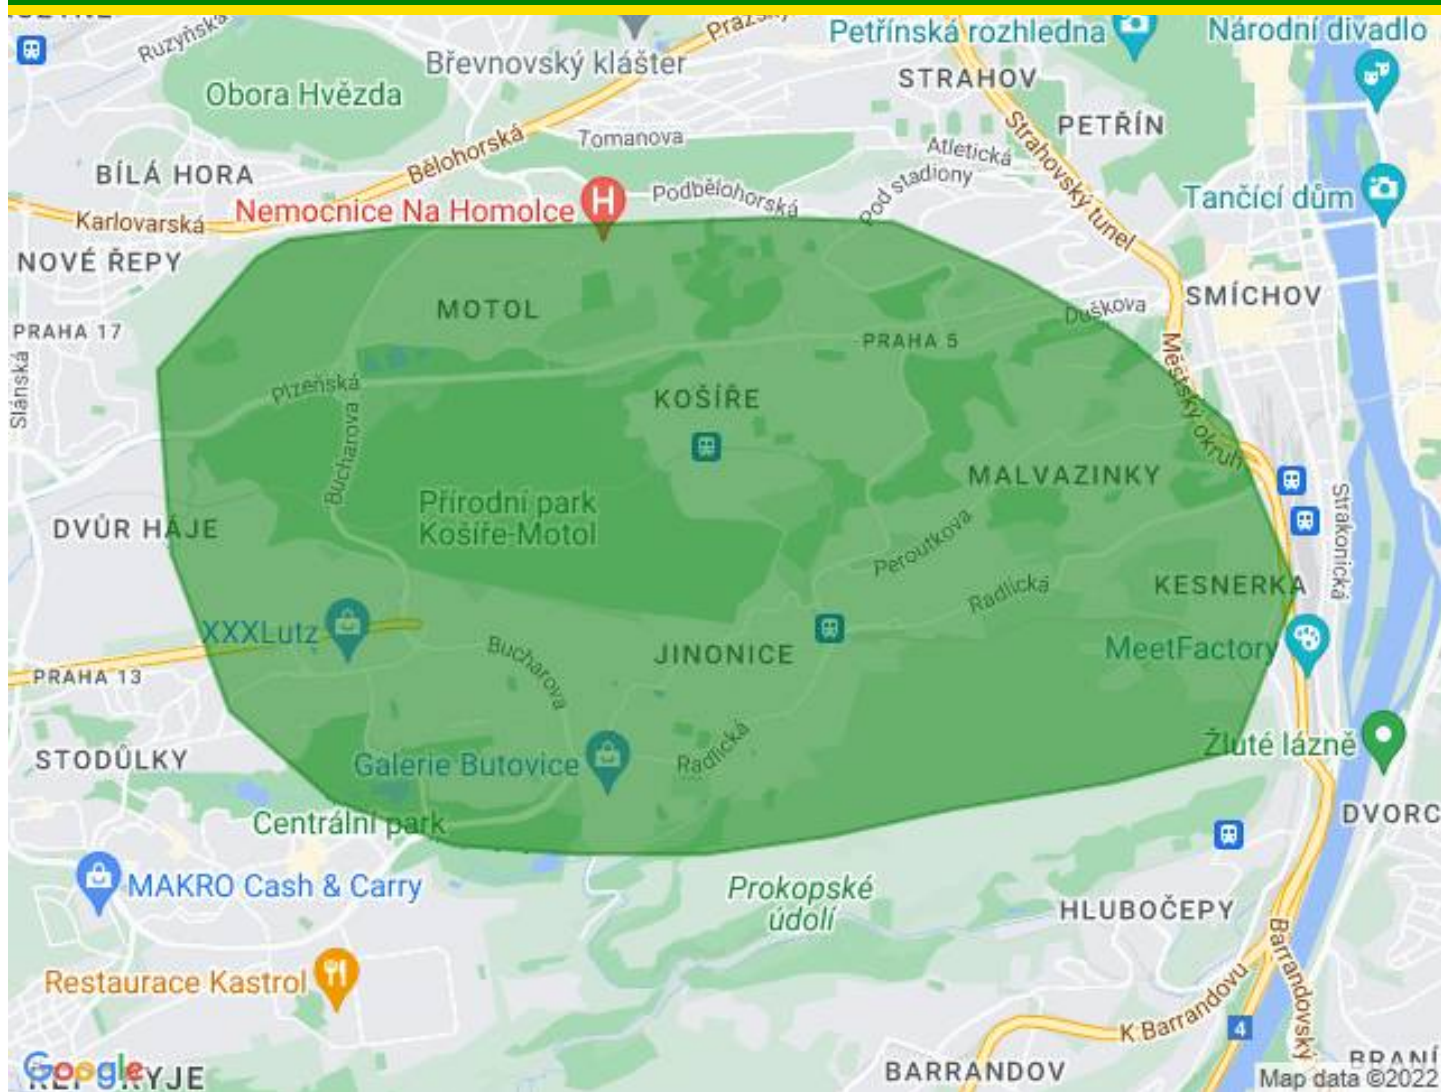 Ruzyňská
Pražsk
Petřínská rozhledna
Národní divadlo
Břevnovský klášter
STRAHOV
Obora Hvězda
PETŘÍN
Tomanova
Strahovský tunel
Atletická
Bělohorská
BÍLÁ HORA
Pod stadiony
Podbělohorská
Tančící dům
Karlovarská
Nemocnice Na Homolce
H
NOVÉ ŘEPY
SMÍCHOV
MOTOL
Duškova
PRAHA 17
PRAHA 5
Slánská
Plzeňská
Městský okruh
KOŠÍŘE
Bucharova
MALVAZINKY
Přírodní park
Košíře-Motol
Strakonická
DVŮR HÁJE
Peroutkova
Radlická
KESNERKA
XXXLutz
Bucharova
JINONICE
MeetFactory
PRAHA 13
Radlická
Žluté lázně
STODŮLKY
Galerie Butovice
Centrální park
DVORC
MAKRO Cash & Carry
Prokopské
údolí
HLUBOČEPY
Restaurace Kastrol
Barrandovský
K Barrandovu
4
Google
YJE
BARRANDOV
BRANÍ
Map data ©2022